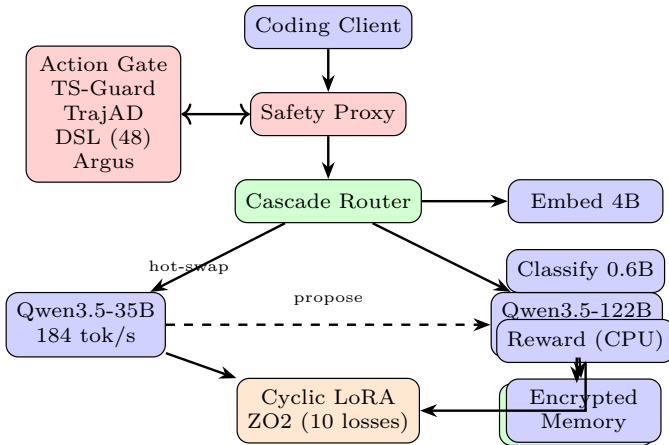 Coding Client
Action Gate
TS-Guard
TrajAD
DSL (48)
Argus
Safety Proxy
Cascade Router
Embed 4B
hot-swap
Classify 0.6B
Qwen3.5-35B
184 tok/s
propose
Qwen3.5-122B
Reward (CPU)
Cyclic LoRA
ZO2 (10 losses)
Encrypted
Memory